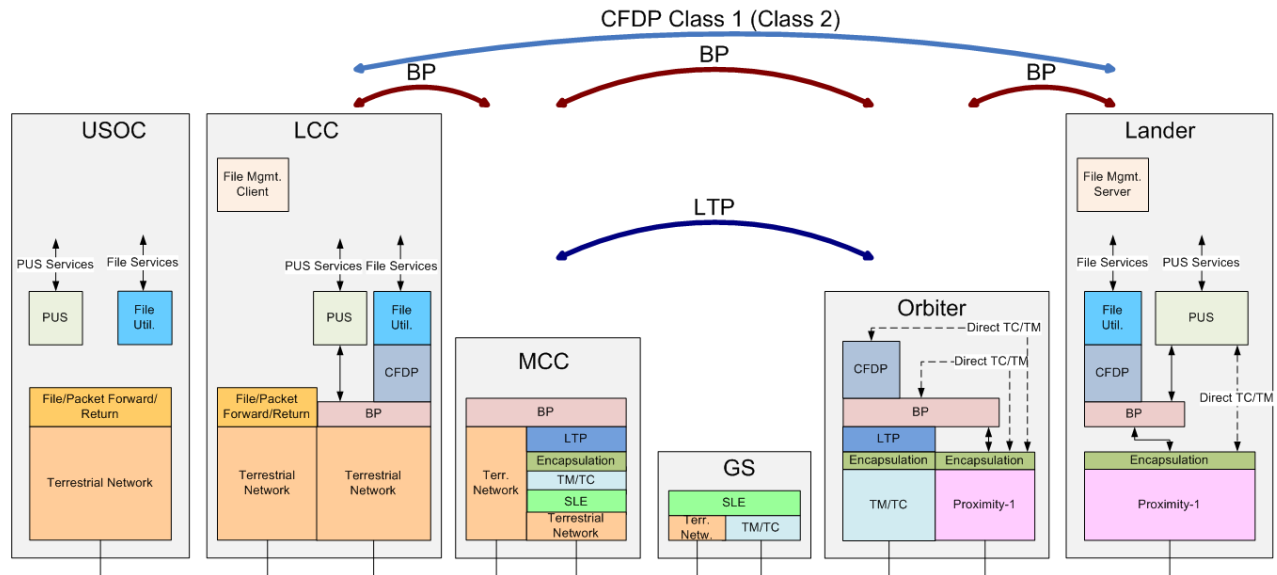 CFDP Class 1 (Class 2)
BP
BP
BP
LTP
USOC
PUS Services
File Services
PUS
File
Util.
File/Packet Forward/
Return
Terrestrial Network
LCC
File Mgmt.
Client
PUS Services
File Services
PUS
File
Util.
CFDP
File/Packet
Forward/Return
BP
Terrestrial
Network
Terrestrial
Network
MCC
BP
Terr.
Network
LTP
Encapsulation
TM/TC
SLE
Terrestrial
Network
GS
SLE
Terr.
Netw.
TM/TC
Orbiter
Direct TC/TM
CFDP
Direct TC/TM
BP
LTP
Encapsulation
Encapsulation
TM/TC
Proximity-1
Lander
File Mgmt.
Server
File Services
PUS Services
File
Util.
PUS
CFDP
Direct TC/TM
BP
Encapsulation
Proximity-1